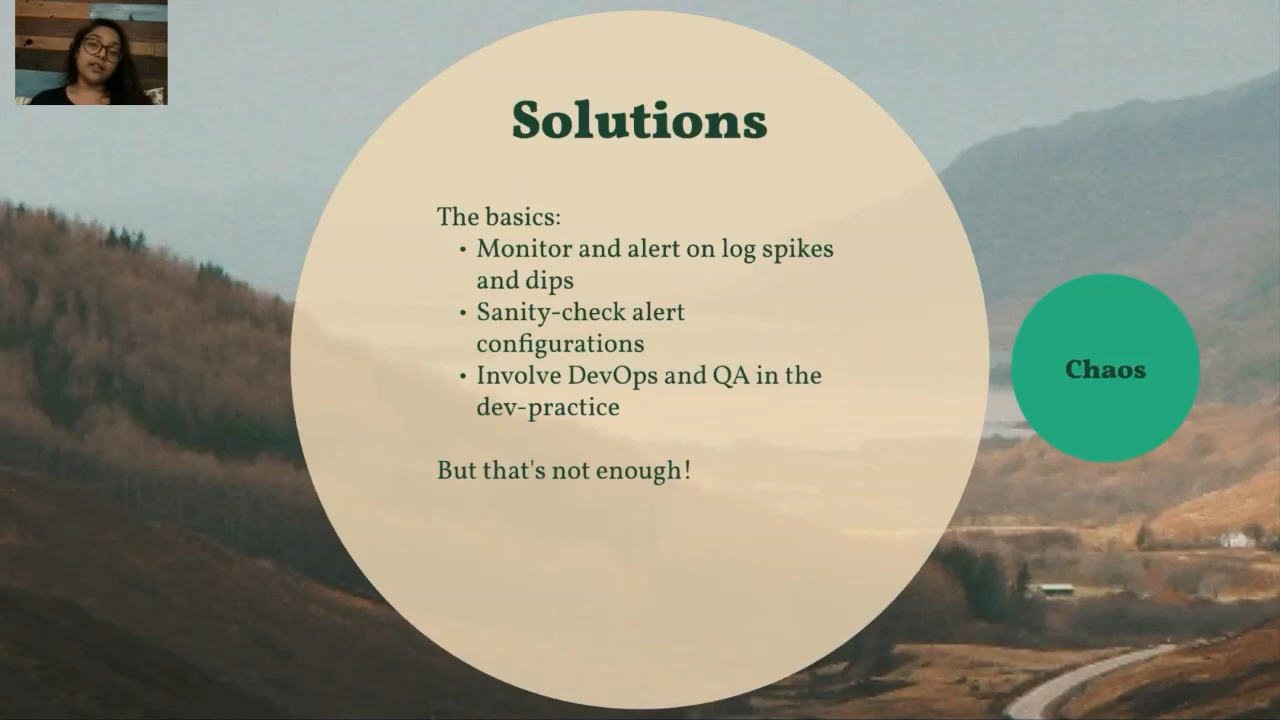 Solutions
The basics:
• Monitor and alert on log spikes
and dips
• Sanity-check alert
configurations
• Involve DevOps and QA in the
dev-practice
But that's not enough!
Chaos